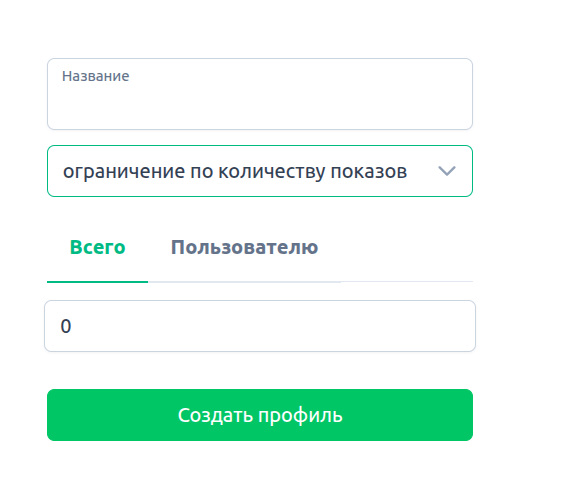 Название
ограничение по количеству показов
Всего Пользователю
0
Создать профиль